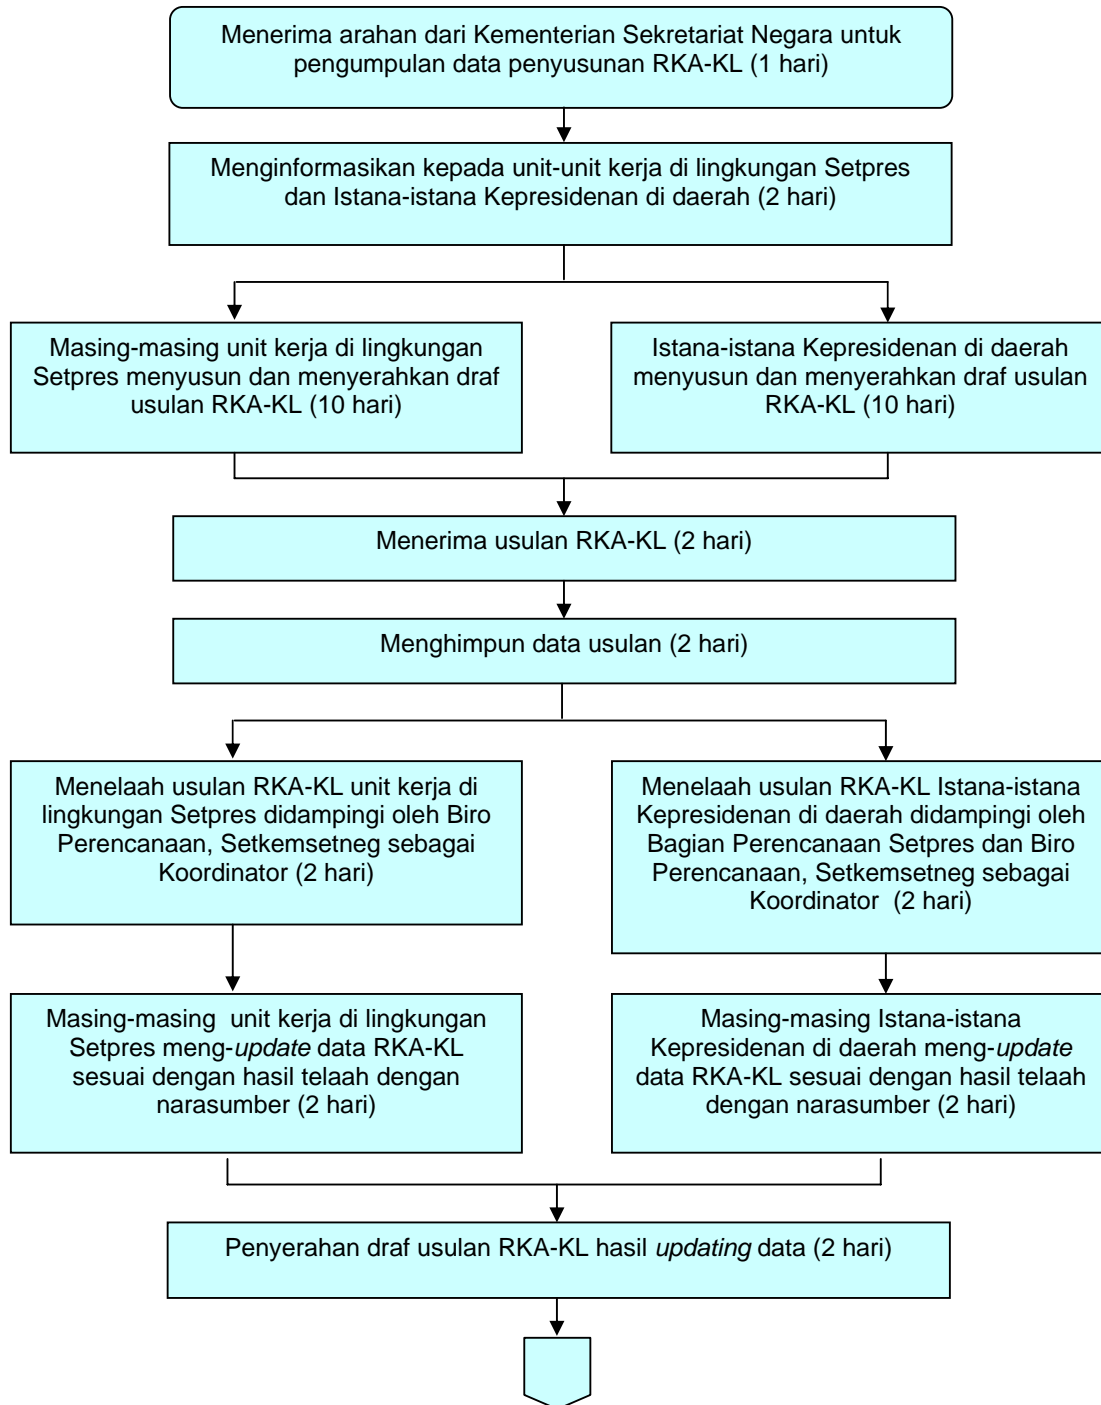 Menerima arahan dari Kementerian Sekretariat Negara untuk
pengumpulan data penyusunan RKA-KL (1 hari)
Menginformasikan kepada unit-unit kerja di lingkungan Setpres
dan Istana-istana Kepresidenan di daerah (2 hari)
Masing-masing unit kerja di lingkungan
Setpres menyusun dan menyerahkan draf
usulan RKA-KL (10 hari)
Istana-istana Kepresidenan di daerah
menyusun dan menyerahkan draf usulan
RKA-KL (10 hari)
Menerima usulan RKA-KL (2 hari)
Menghimpun data usulan (2 hari)
Menelaah usulan RKA-KL unit kerja di
lingkungan Setpres didampingi oleh Biro
Perencanaan, Setkemsetneg sebagai
Koordinator (2 hari)
Menelaah usulan RKA-KL Istana-istana
Kepresidenan di daerah didampingi oleh
Bagian Perencanaan Setpres dan Biro
Perencanaan, Setkemsetneg sebagai
Koordinator  (2 hari)
Masing-masing  unit kerja di lingkungan
Setpres meng-update data RKA-KL
sesuai dengan hasil telaah dengan
narasumber (2 hari)
Masing-masing Istana-istana
Kepresidenan di daerah meng-update
data RKA-KL sesuai dengan hasil telaah
dengan narasumber (2 hari)
Penyerahan draf usulan RKA-KL hasil updating data (2 hari)